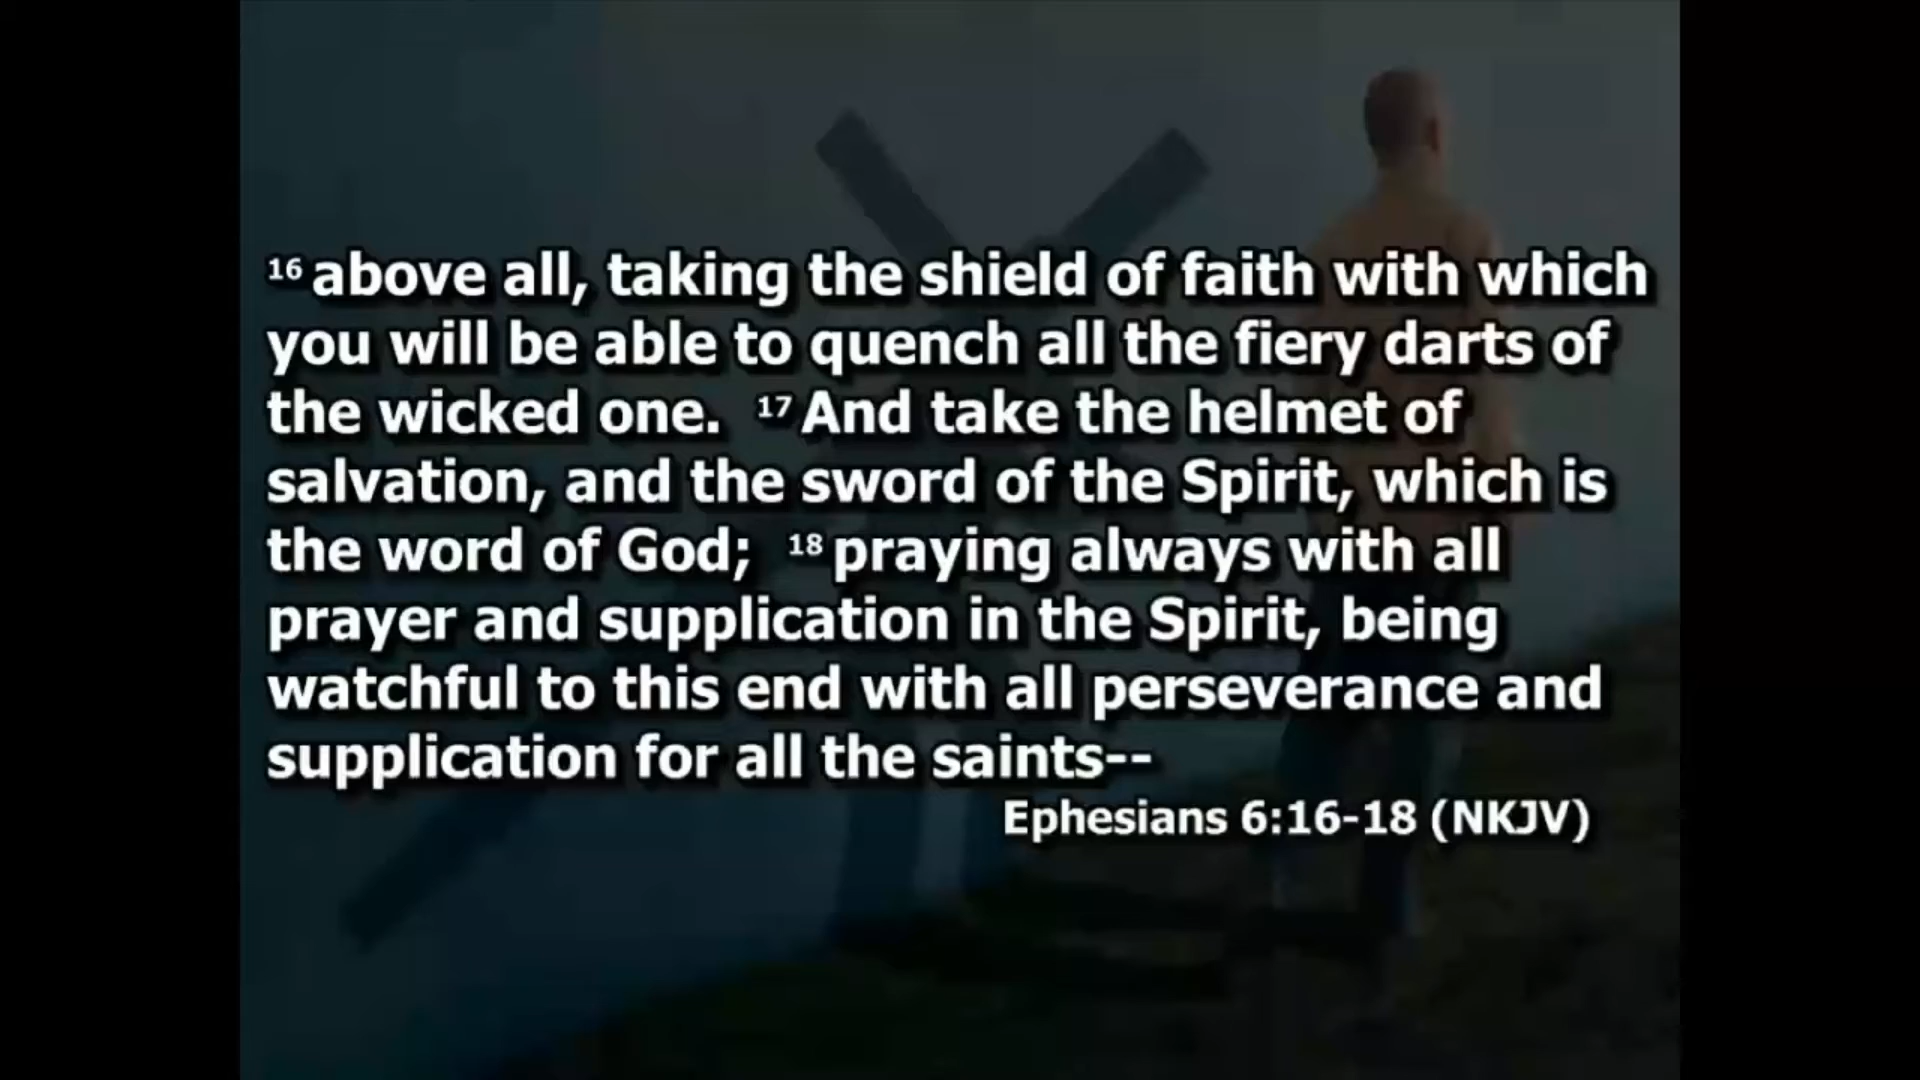 16 above all, taking the shield of faith with which
you will be able to quench all the fiery darts of
the wicked one. 17 And take the helmet of
salvation, and the sword of the Spirit, which is
the word of God; 18 praying always with all
prayer and supplication in the Spirit, being
watchful to this end with all perseverance and
supplication for all the saints--
Ephesians 6:16-18 (NKJV)